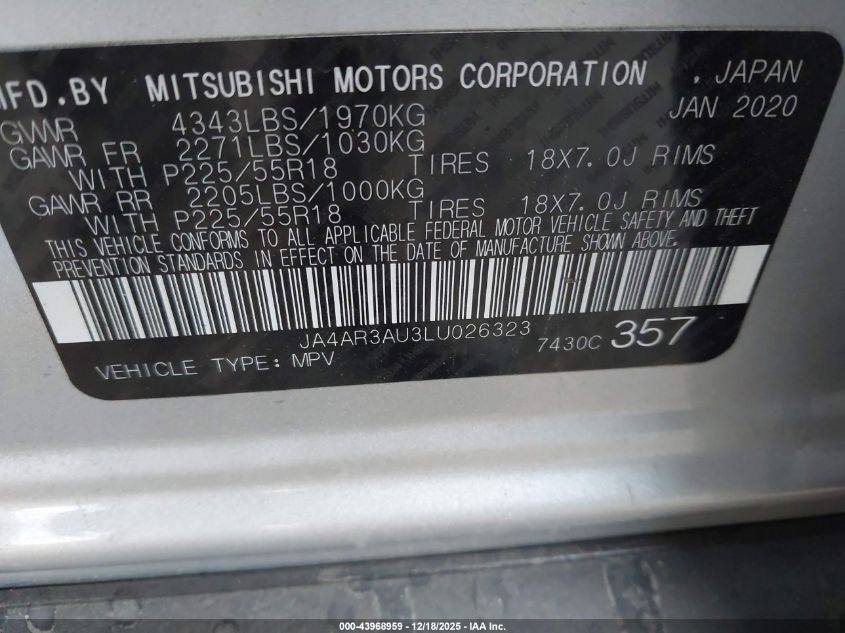 MFD.BY MITSUBISHI MOTORS CORPORATION , JAPAN
GVWR 4343LBS/1970KG JAN 2020
GAWR FR 2271LBS/1030KG
WITH P225/55R18 TIRES 18X7.0J RIMS
GAWR RR 2205LBS/1000KG
WITH P225/55R18 TIRES 18X7.0J RIMS
THIS VEHICLE CONFORMS TO ALL APPLICABLE FEDERAL MOTOR VEHICLE SAFETY AND THEFT
PREVENTION STANDARDS IN EFFECT ON THE DATE OF MANUFACTURE SHOWN ABOVE.
JA4AR3AU3LU026323 7430C 357
VEHICLE TYPE: MPV
000-43968959 - 12/18/2025 - IAA Inc.